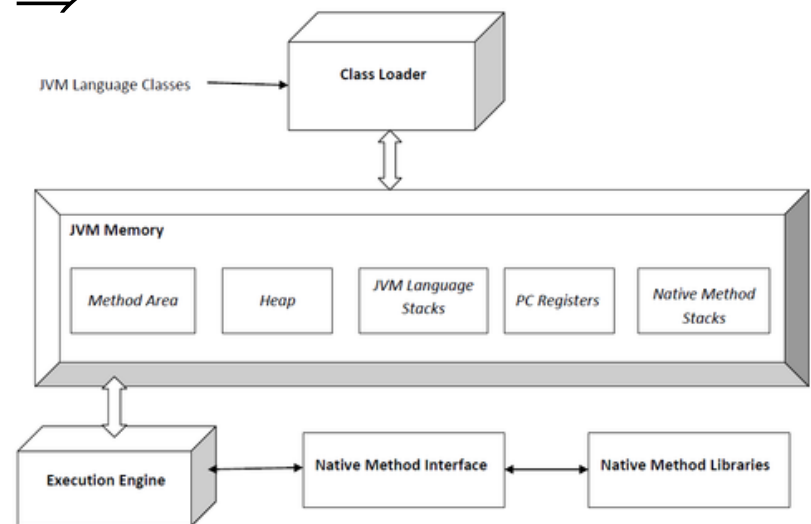 Class Loader
JVM Language Classes
JVM Memory
Method Area
Heap
JVM Language
Stacks
PC Registers
Native Method
Stacks
Execution Engine
Native Method Interface
Native Method Libraries